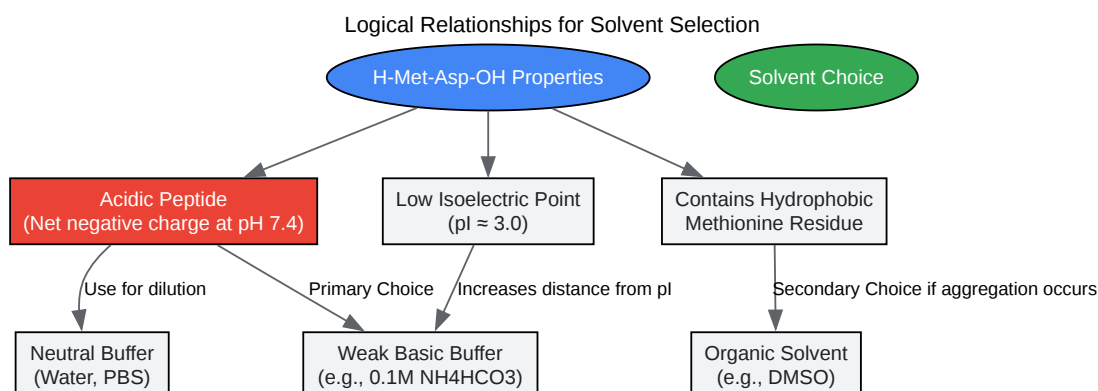 Logical Relationships for Solvent Selection
H-Met-Asp-OH Properties
Solvent Choice
Acidic Peptide
(Net negative charge at pH 7.4)
Low Isoelectric Point
(pI ≈ 3.0)
Contains Hydrophobic
Methionine Residue
Use for dilution
Primary Choice
Increases distance from pI
Secondary Choice if aggregation occurs
Neutral Buffer
(Water, PBS)
Weak Basic Buffer
(e.g., 0.1M NH4HCO3)
Organic Solvent
(e.g., DMSO)